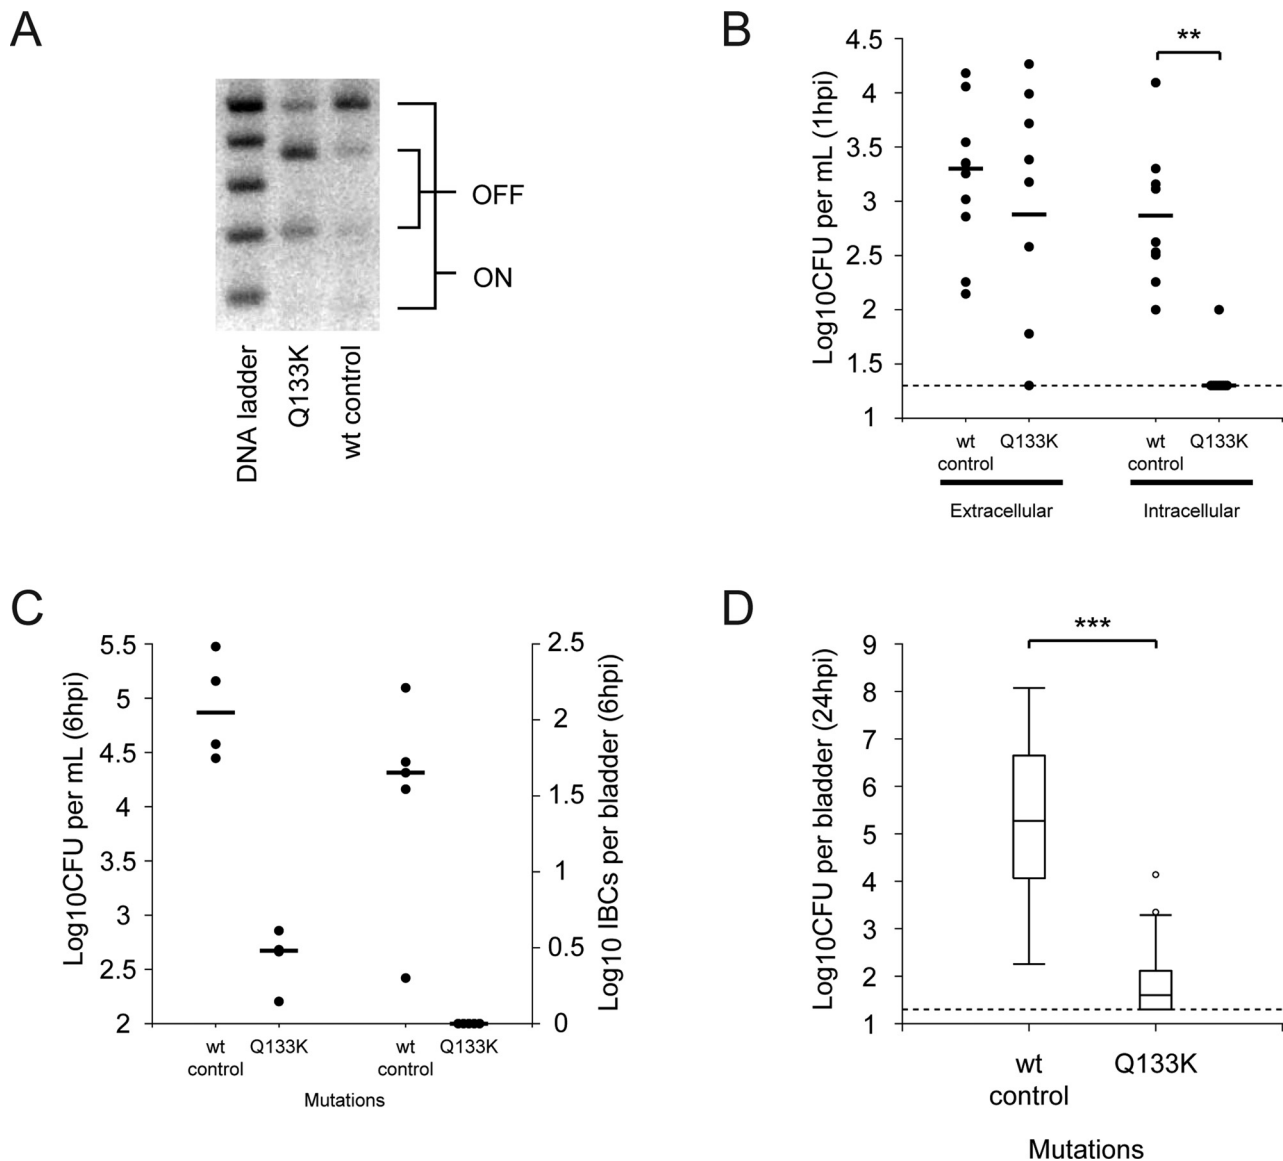 A
OFF
ON
DNA ladder
Q133K
wt control
B
Log10CFU per mL (1hpi)
4.5
4
3.5
3
2.5
2
1.5
1
**
wt control
Q133K
wt control
Q133K
Extracellular
Intracellular
C
Log10CFU per mL (6hpi)
5.5
5
4.5
4
3.5
3
2.5
2
Log10 IBCs per bladder (6hpi)
2.5
2
1.5
1
0.5
0
wt control
Q133K
wt control
Q133K
Mutations
D
Log10CFU per bladder (24hpi)
9
8
7
6
5
4
3
2
1
***
wt control
Q133K
Mutations